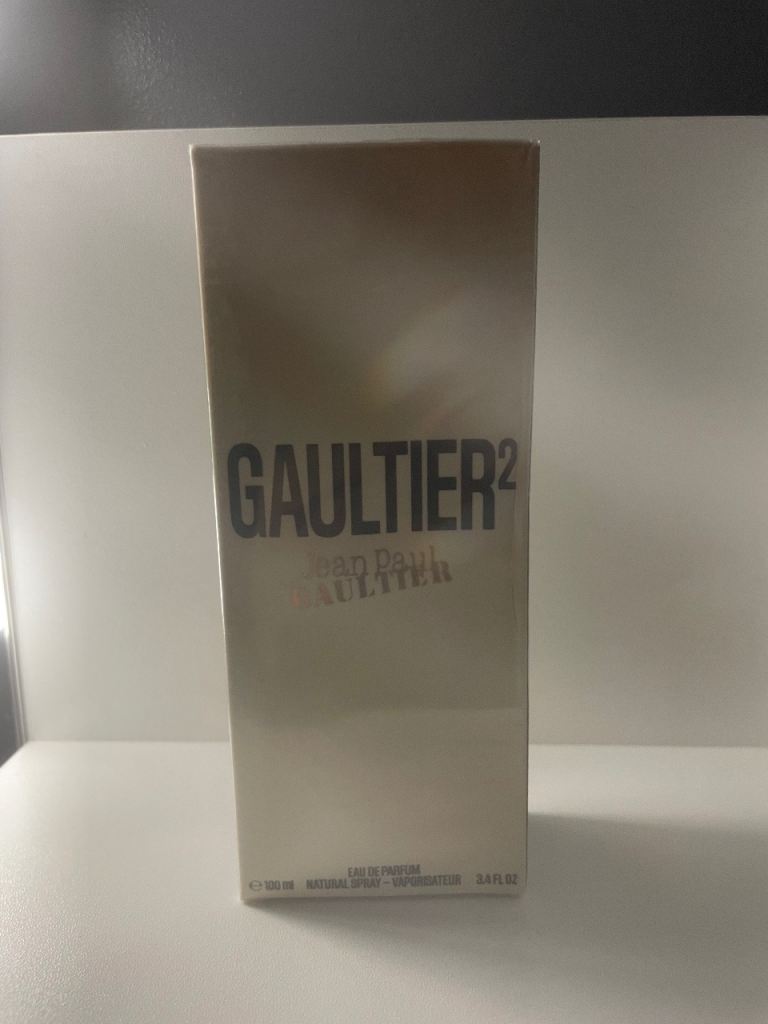 GAULTIER²
Jean Paul
GAULTIER
EAU DE PARFUM
℮ 100 ml NATURAL SPRAY – VAPORISATEUR 3.4 FL OZ